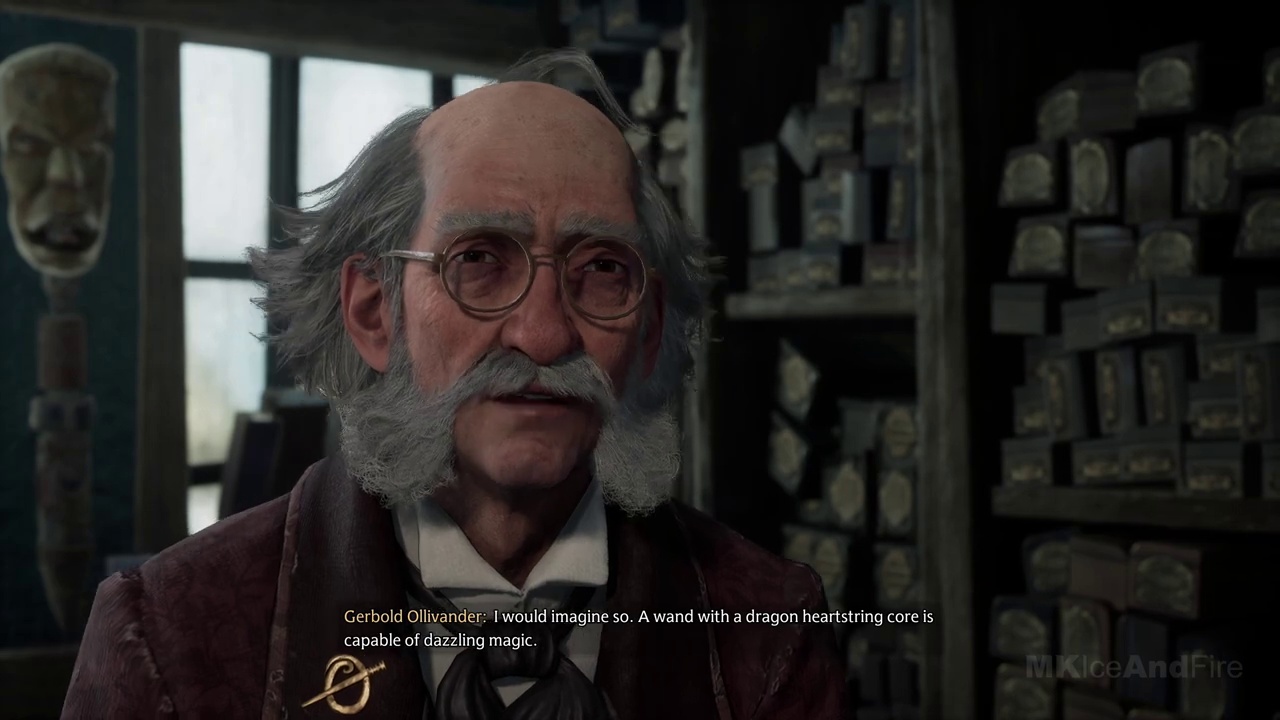 Gerbold Ollivander: I would imagine so. A wand with a dragon heartstring core is
capable of dazzling magic.
MKIceAndFire